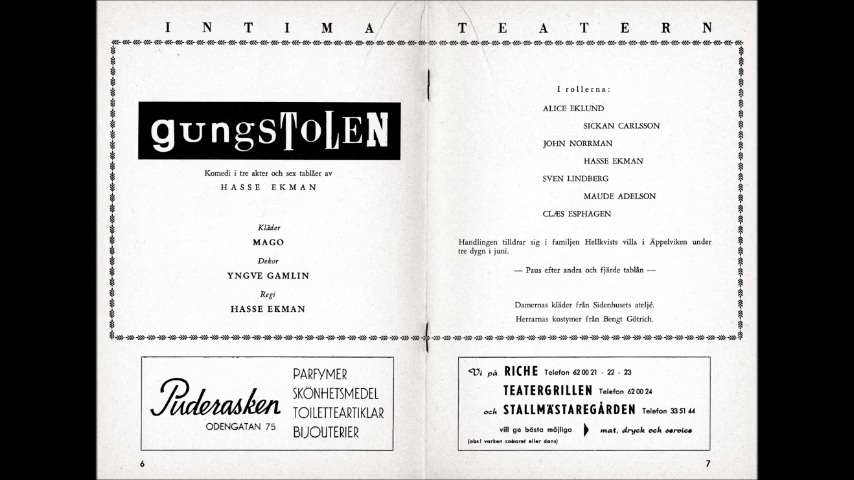 INTIMA TEATERN
gungSTOLEN
Komedi i tre akter och sex tablåer av
HASSE EKMAN
Kläder
MAGO
Dekor
YNGVE GAMLIN
Regi
HASSE EKMAN
Puderasken
ODENGATAN 75
PARFYMER
SKÖNHETSMEDEL
TOILETTEARTIKLAR
BIJOUTERIER
6
I rollerna:
ALICE EKLUND
SICKAN CARLSSON
JOHN NORRMAN
HASSE EKMAN
SVEN LINDBERG
MAUDE ADELSON
CLÆS ESPHAGEN
Handlingen tilldrar sig i familjen Hellkvists villa i Äppelviken under
tre dygn i juni.
— Paus efter andra och fjärde tablån —
Damernas kläder från Sidenhusets ateljé.
Herrarnas kostymer från Bengt Götrich.
Vi på RICHE Telefon 62 00 21 - 22 - 23
TEATERGRILLEN Telefon 62 00 24
och STALLMÄSTAREGÅRDEN Telefon 33 51 44
vill ge bästa möjliga mat, dryck och service
(obs! varken cabaret eller dans)
7